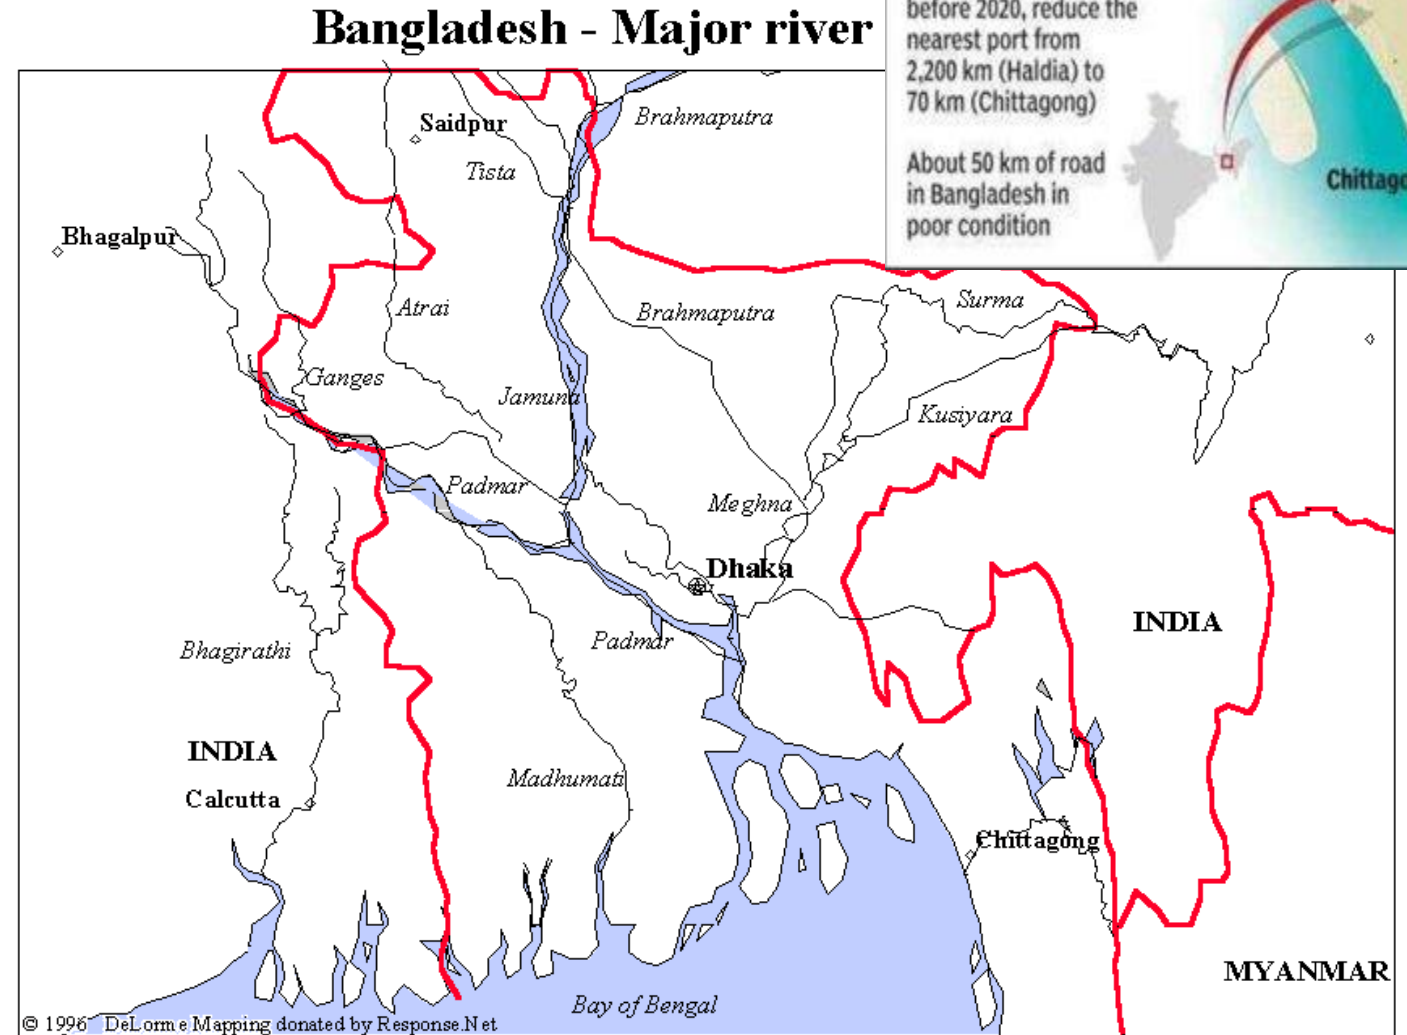 Bangladesh - Major river
before 2020, reduce the
nearest port from
2,200 km (Haldia) to
70 km (Chittagong)
About 50 km of road
in Bangladesh in
poor condition
Chittago
Saidpur
Brahmaputra
Tista
Bhagalpur
Atrai
Brahmaputra
Surma
Ganges
Jamuna
Kusiyara
Padmar
Meghna
Dhaka
INDIA
Bhagirathi
Padmar
INDIA
Calcutta
Madhumati
Chittagong
MYANMAR
Bay of Bengal
© 1996 DeLorme Mapping donated by Response.Net